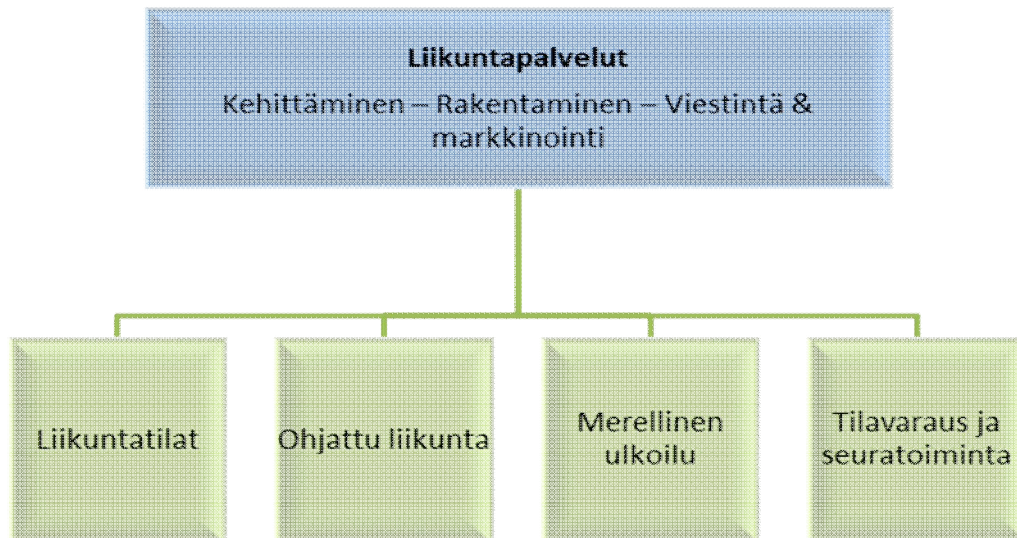 Liikuntapalvelut
Kehittäminen – Rakentaminen – Viestintä &
markkinointi
Liikuntatilat
Ohjattu liikunta
Merellinen
ulkoilu
Tilavaraus ja
seuratoiminta